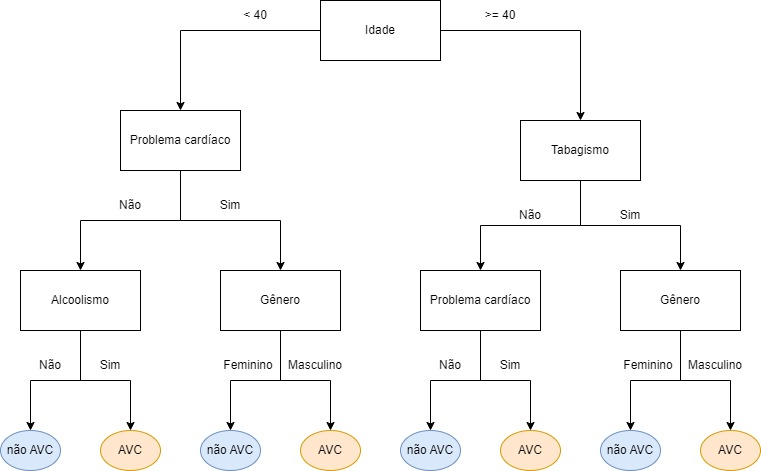 < 40
Idade
>= 40
Problema cardíaco
Tabagismo
Não
Sim
Não
Sim
Alcoolismo
Gênero
Problema cardíaco
Gênero
Não
Sim
Feminino
Masculino
Não
Sim
Feminino
Masculino
não AVC
AVC
não AVC
AVC
não AVC
AVC
não AVC
AVC